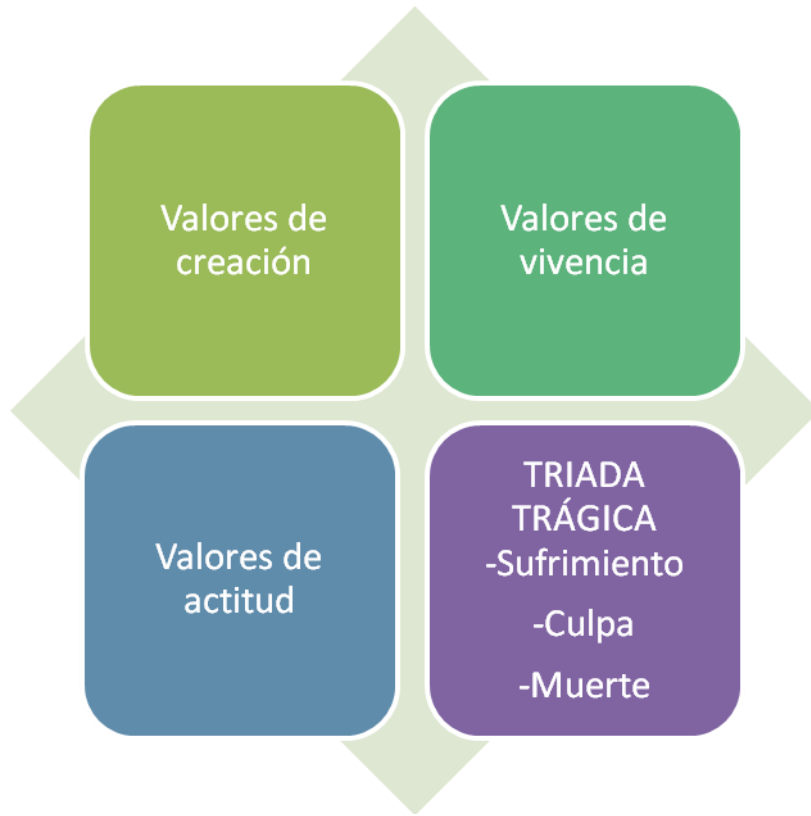 Valores de
creación
Valores de
vivencia
Valores de
actitud
TRIADA
TRÁGICA
-Sufrimiento
-Culpa
-Muerte